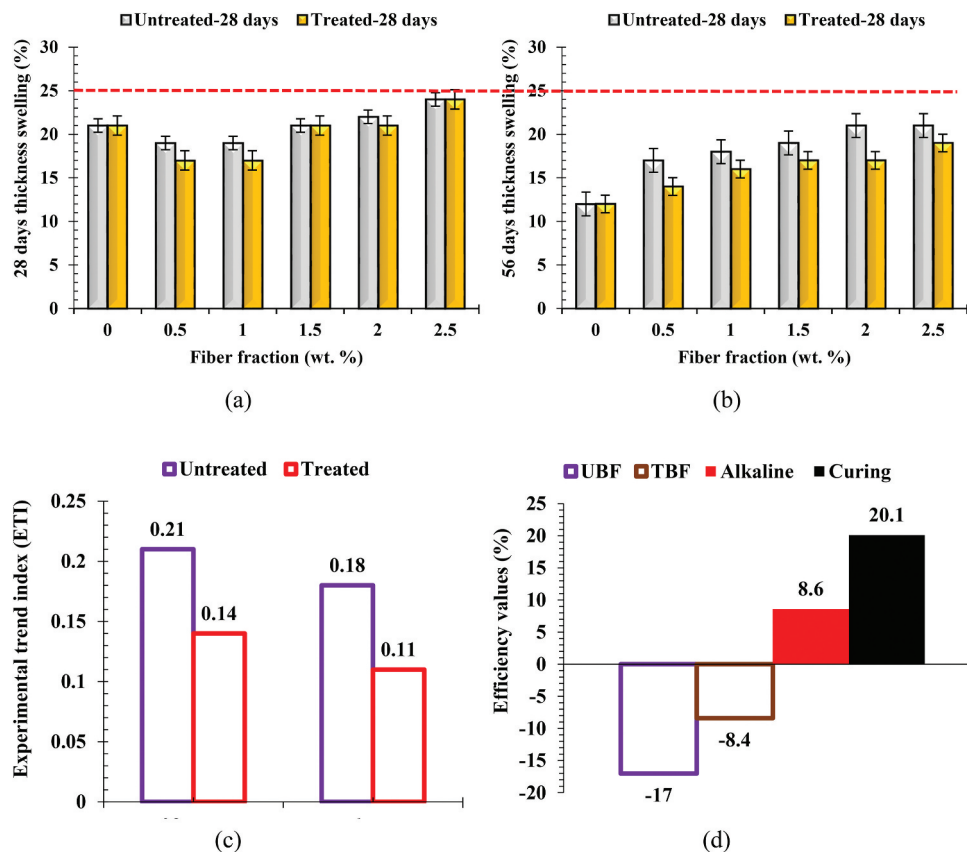 Untreated-28 days Treated-28 days
28 days thickness swelling (%)
30
25
20
15
10
5
0
0 0.5 1 1.5 2 2.5
Fiber fraction (wt. %)
(a)
Untreated-28 days Treated-28 days
56 days thickness swelling (%)
30
25
20
15
10
5
0
0 0.5 1 1.5 2 2.5
Fiber fraction (wt. %)
(b)
Untreated Treated
Experimental trend index (ETI)
0.25
0.2
0.15
0.1
0.05
0
0.21
0.14
0.18
0.11
(c)
UBF TBF Alkaline Curing
Efficiency values (%)
25
20
15
10
5
0
-5
-10
-15
-20
20.1
8.6
-8.4
-17
(d)